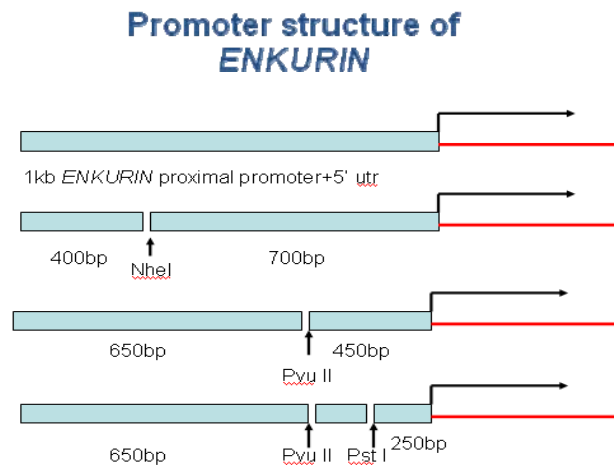 Promoter structure of
ENKURIN
1kb ENKURIN proximal promoter+5' utr
400bp
700bp
NheI
650bp
450bp
Pvu II
650bp
Pvu II
Pst I
250bp